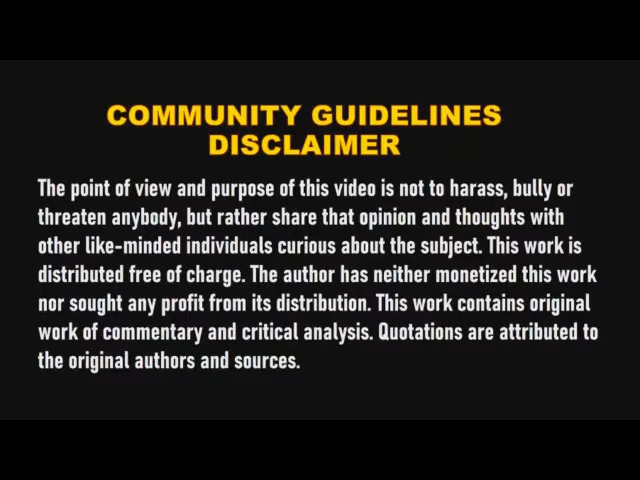 COMMUNITY GUIDELINES
DISCLAIMER
The point of view and purpose of this video is not to harass, bully or
threaten anybody, but rather share that opinion and thoughts with
other like-minded individuals curious about the subject. This work is
distributed free of charge. The author has neither monetized this work
nor sought any profit from its distribution. This work contains original
work of commentary and critical analysis. Quotations are attributed to
the original authors and sources.